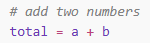 # add two numbers
total = a + b